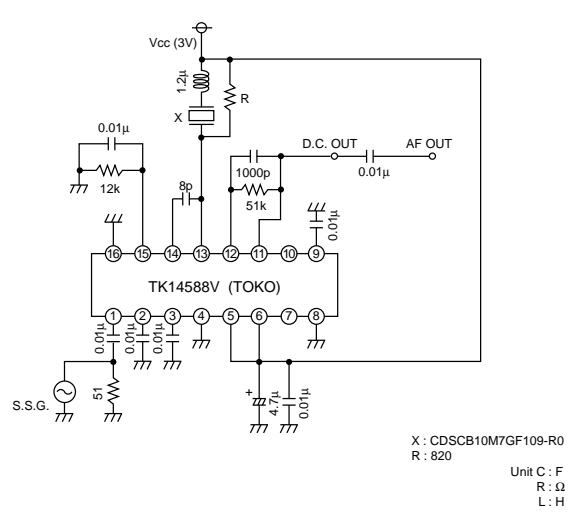 Vcc (3V)
1.2μ
R
X
0.01μ
12k
8p
1000p
51k
D.C. OUT
AF OUT
0.01μ
0.01μ
16 15 14 13 12 11 10 9
TK14588V (TOKO)
1 2 3 4 5 6 7 8
0.01μ
0.01μ
0.01μ
S.S.G.
51
+
4.7μ
0.01μ
X : CDSCB10M7GF109-R0
R : 820
Unit C : F
R : Ω
L : H